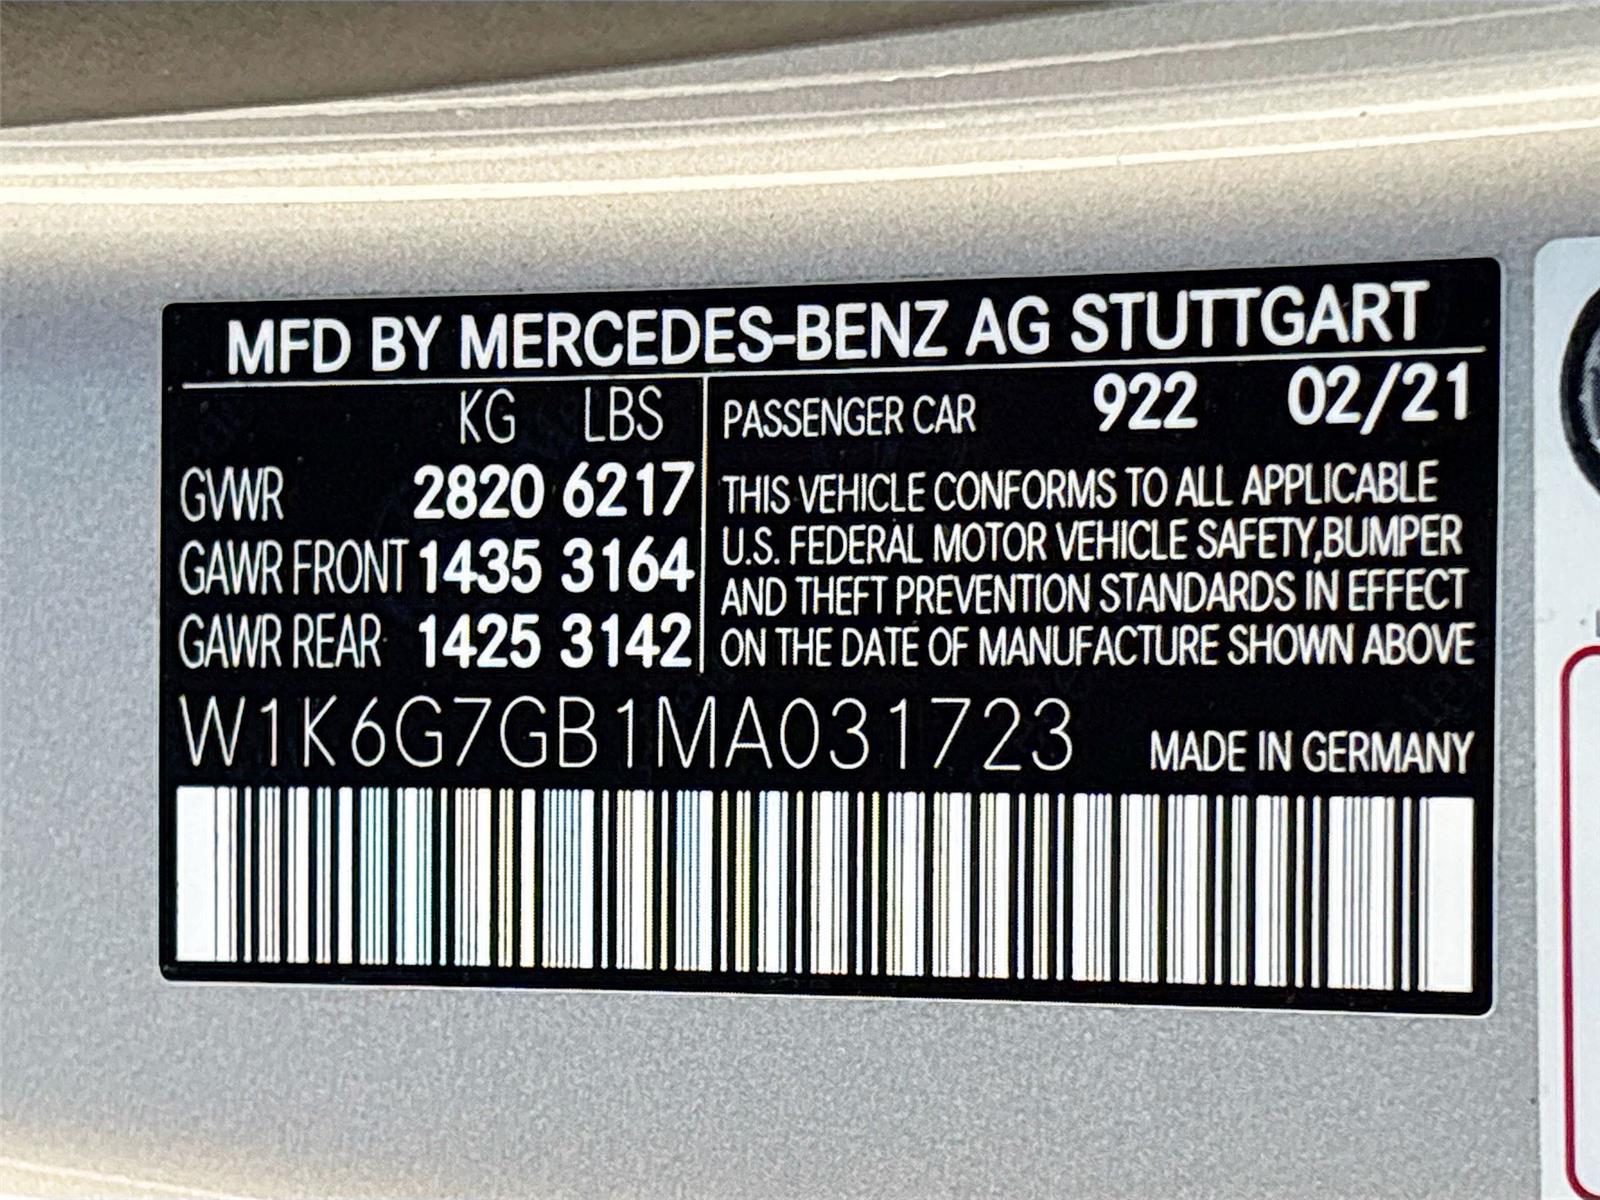 MFD BY MERCEDES-BENZ AG STUTTGART
KG LBS
GVWR 2820 6217
GAWR FRONT 1435 3164
GAWR REAR 1425 3142
PASSENGER CAR 922 02/21
THIS VEHICLE CONFORMS TO ALL APPLICABLE
U.S. FEDERAL MOTOR VEHICLE SAFETY,BUMPER
AND THEFT PREVENTION STANDARDS IN EFFECT
ON THE DATE OF MANUFACTURE SHOWN ABOVE
W1K6G7GB1MA031723
MADE IN GERMANY